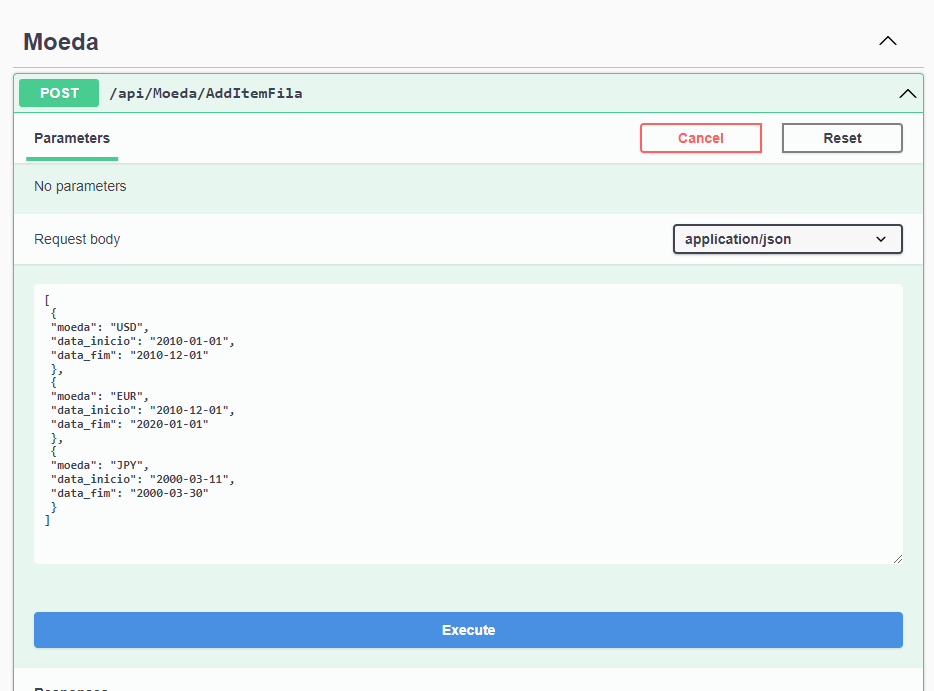 Moeda
POST /api/Moeda/AddItemFila
Parameters
Cancel
Reset
No parameters
Request body
application/json
[
 {
 "moeda": "USD",
 "data_inicio": "2010-01-01",
 "data_fim": "2010-12-01"
 },
 {
 "moeda": "EUR",
 "data_inicio": "2010-12-01",
 "data_fim": "2020-01-01"
 },
 {
 "moeda": "JPY",
 "data_inicio": "2000-03-11",
 "data_fim": "2000-03-30"
 }
]
Execute
Responses